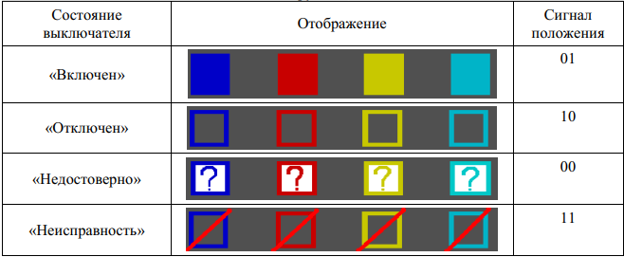 Состояние
выключателя
Отображение
Сигнал
положения
«Включен»
01
«Отключен»
10
«Недостоверно»
? ? ? ?
00
«Неисправность»
11